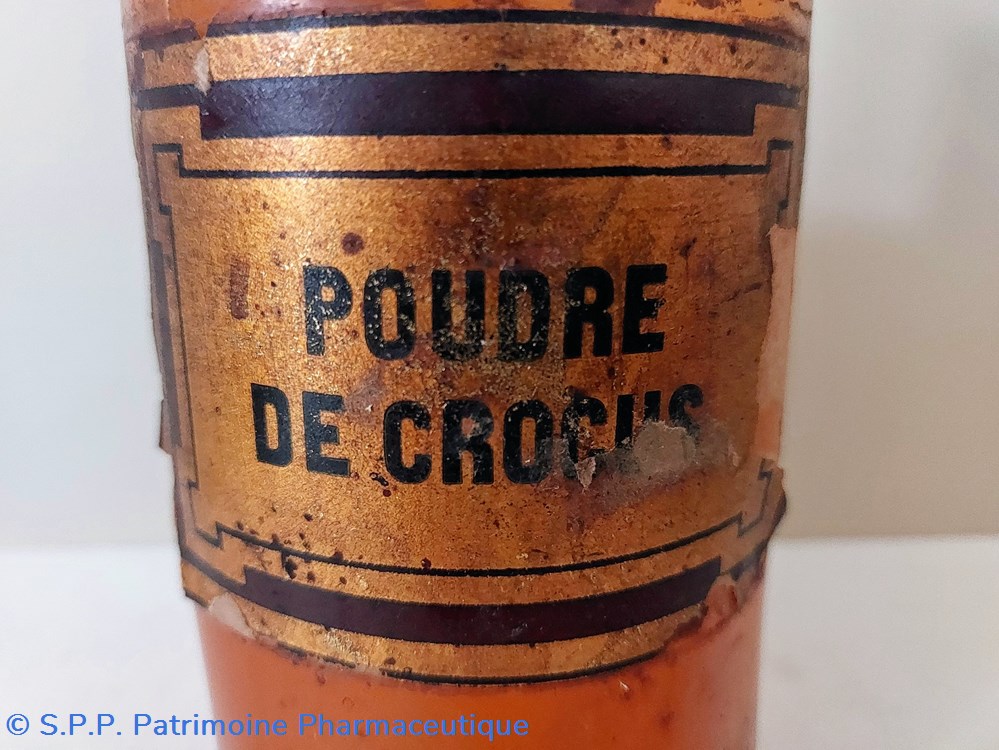 POUDRE
DE CROCUS
© S.P.P. Patrimoine Pharmaceutique